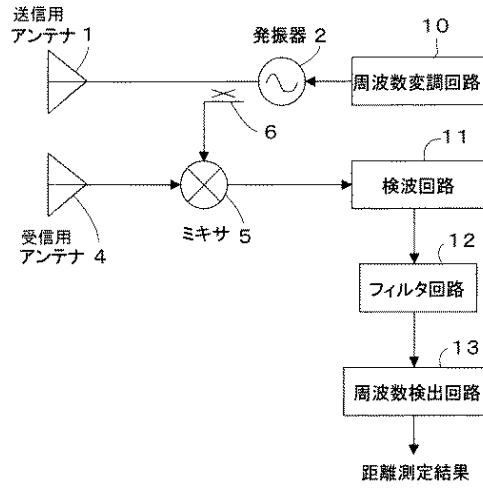 送信用
アンテナ 1
発振器 2
10
周波数変調回路
6
11
検波回路
ミキサ 5
受信用
アンテナ 4
12
フィルタ回路
13
周波数検出回路
距離測定結果